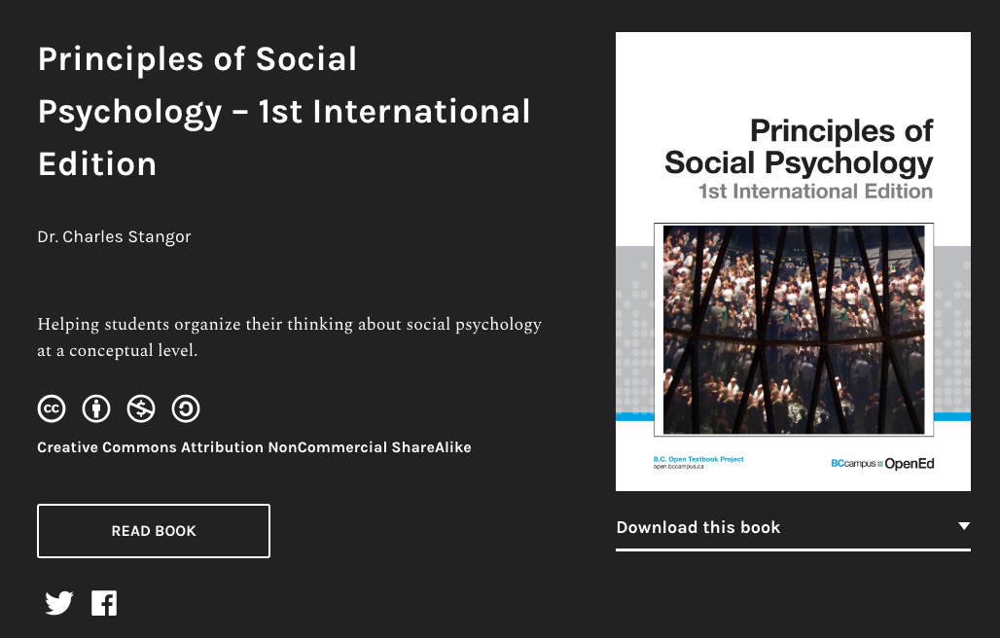 Principles of Social
Psychology – 1st International
Edition
Dr. Charles Stangor
Helping students organize their thinking about social psychology
at a conceptual level.
cc
$
Creative Commons Attribution NonCommercial ShareAlike
READ BOOK
Principles of
Social Psychology
1st International Edition
B.C. Open Textbook Project
open.bccampus.ca
BCcampus OpenEd
Download this book